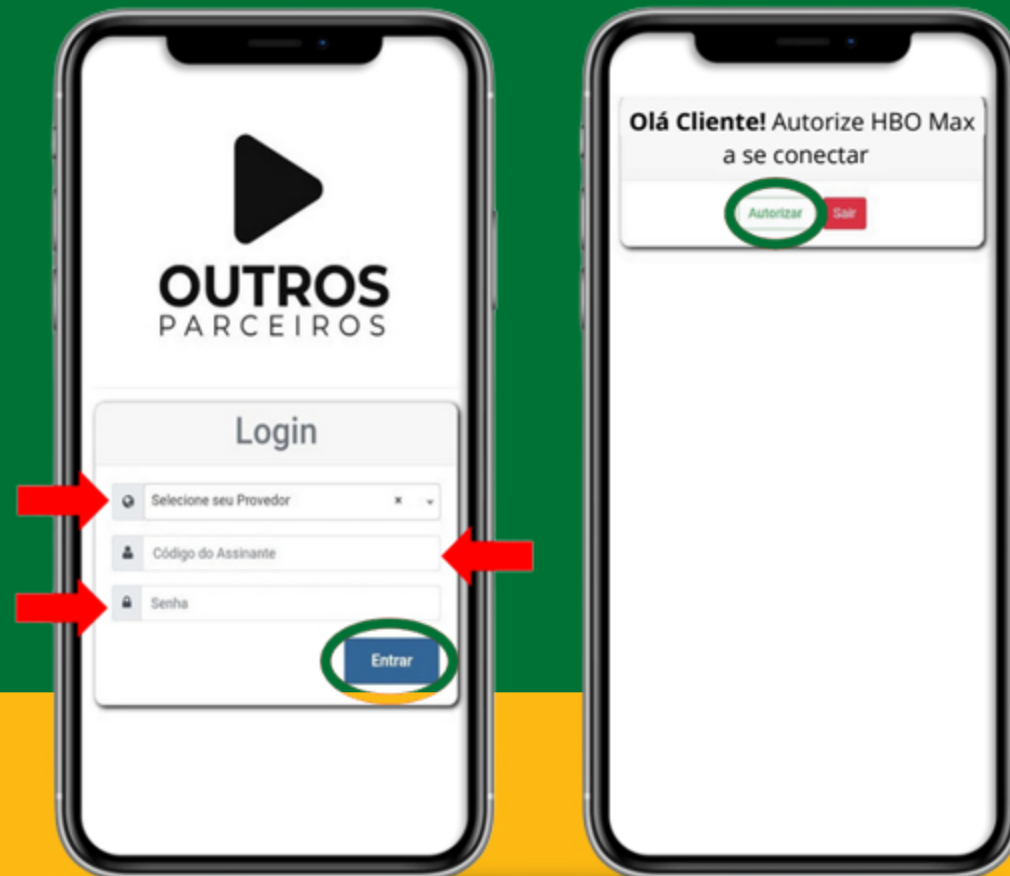 OUTROS
PARCEIROS
Login
Selecione seu Provedor
Código do Assinante
Senha
Entrar
Olá Cliente! Autorize HBO Max
a se conectar
Autorizar
Sair